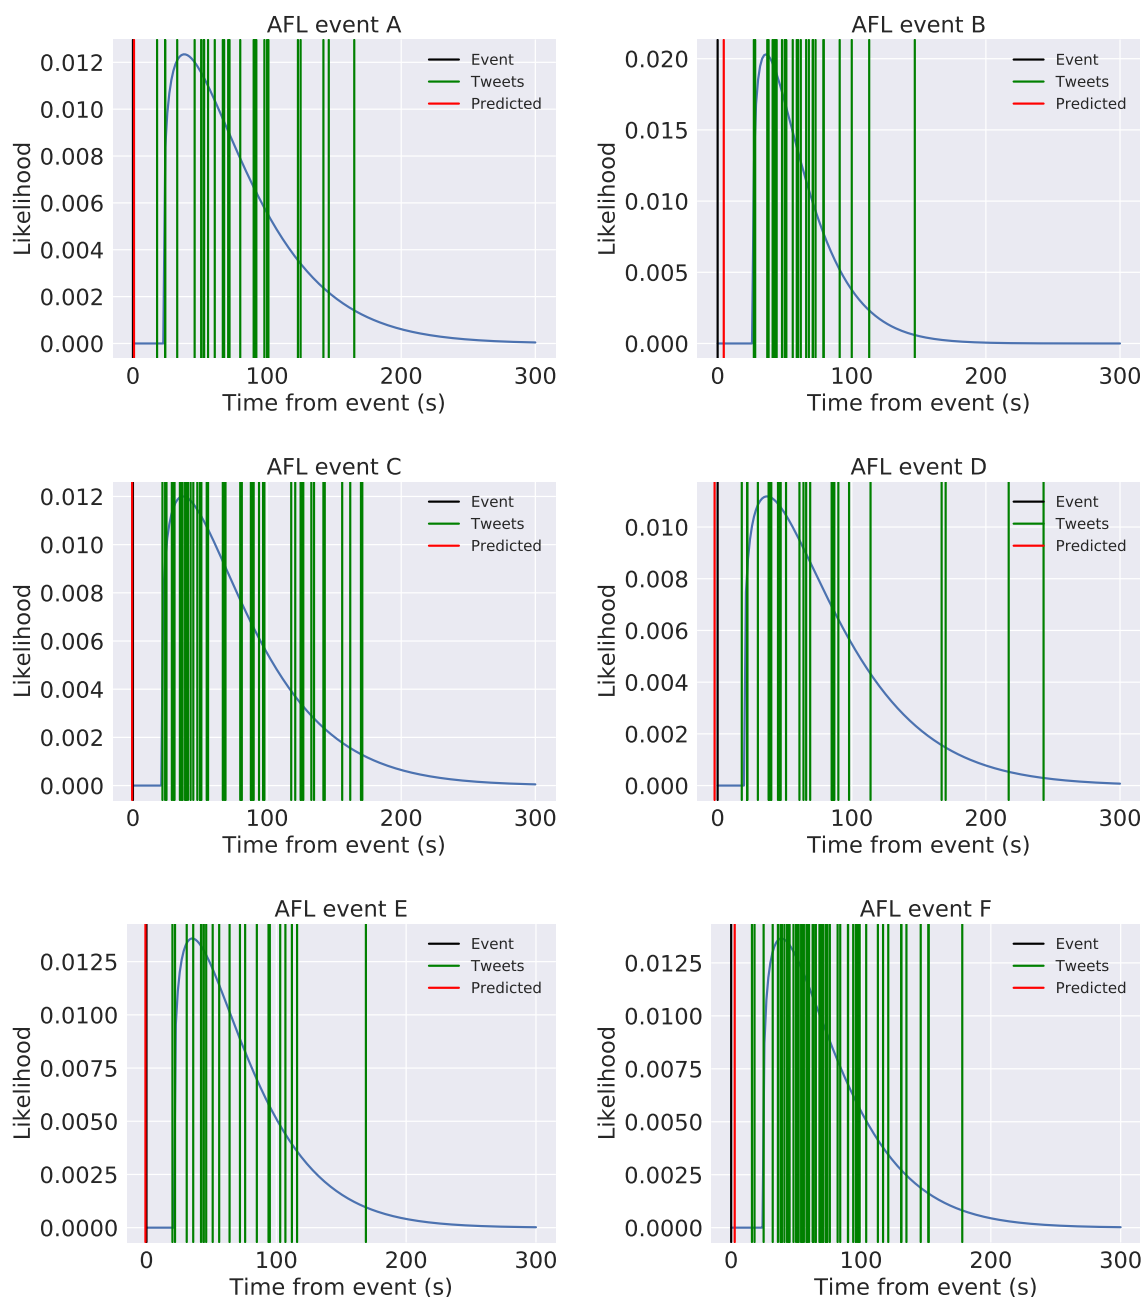 AFL event A
Event
Tweets
Predicted
Likelihood
0.012
0.010
0.008
0.006
0.004
0.002
0.000
0 100 200 300
Time from event (s)
AFL event B
Event
Tweets
Predicted
Likelihood
0.020
0.015
0.010
0.005
0.000
0 100 200 300
Time from event (s)
AFL event C
Event
Tweets
Predicted
Likelihood
0.012
0.010
0.008
0.006
0.004
0.002
0.000
0 100 200 300
Time from event (s)
AFL event D
Event
Tweets
Predicted
Likelihood
0.010
0.008
0.006
0.004
0.002
0.000
0 100 200 300
Time from event (s)
AFL event E
Event
Tweets
Predicted
Likelihood
0.0125
0.0100
0.0075
0.0050
0.0025
0.0000
0 100 200 300
Time from event (s)
AFL event F
Event
Tweets
Predicted
Likelihood
0.0125
0.0100
0.0075
0.0050
0.0025
0.0000
0 100 200 300
Time from event (s)